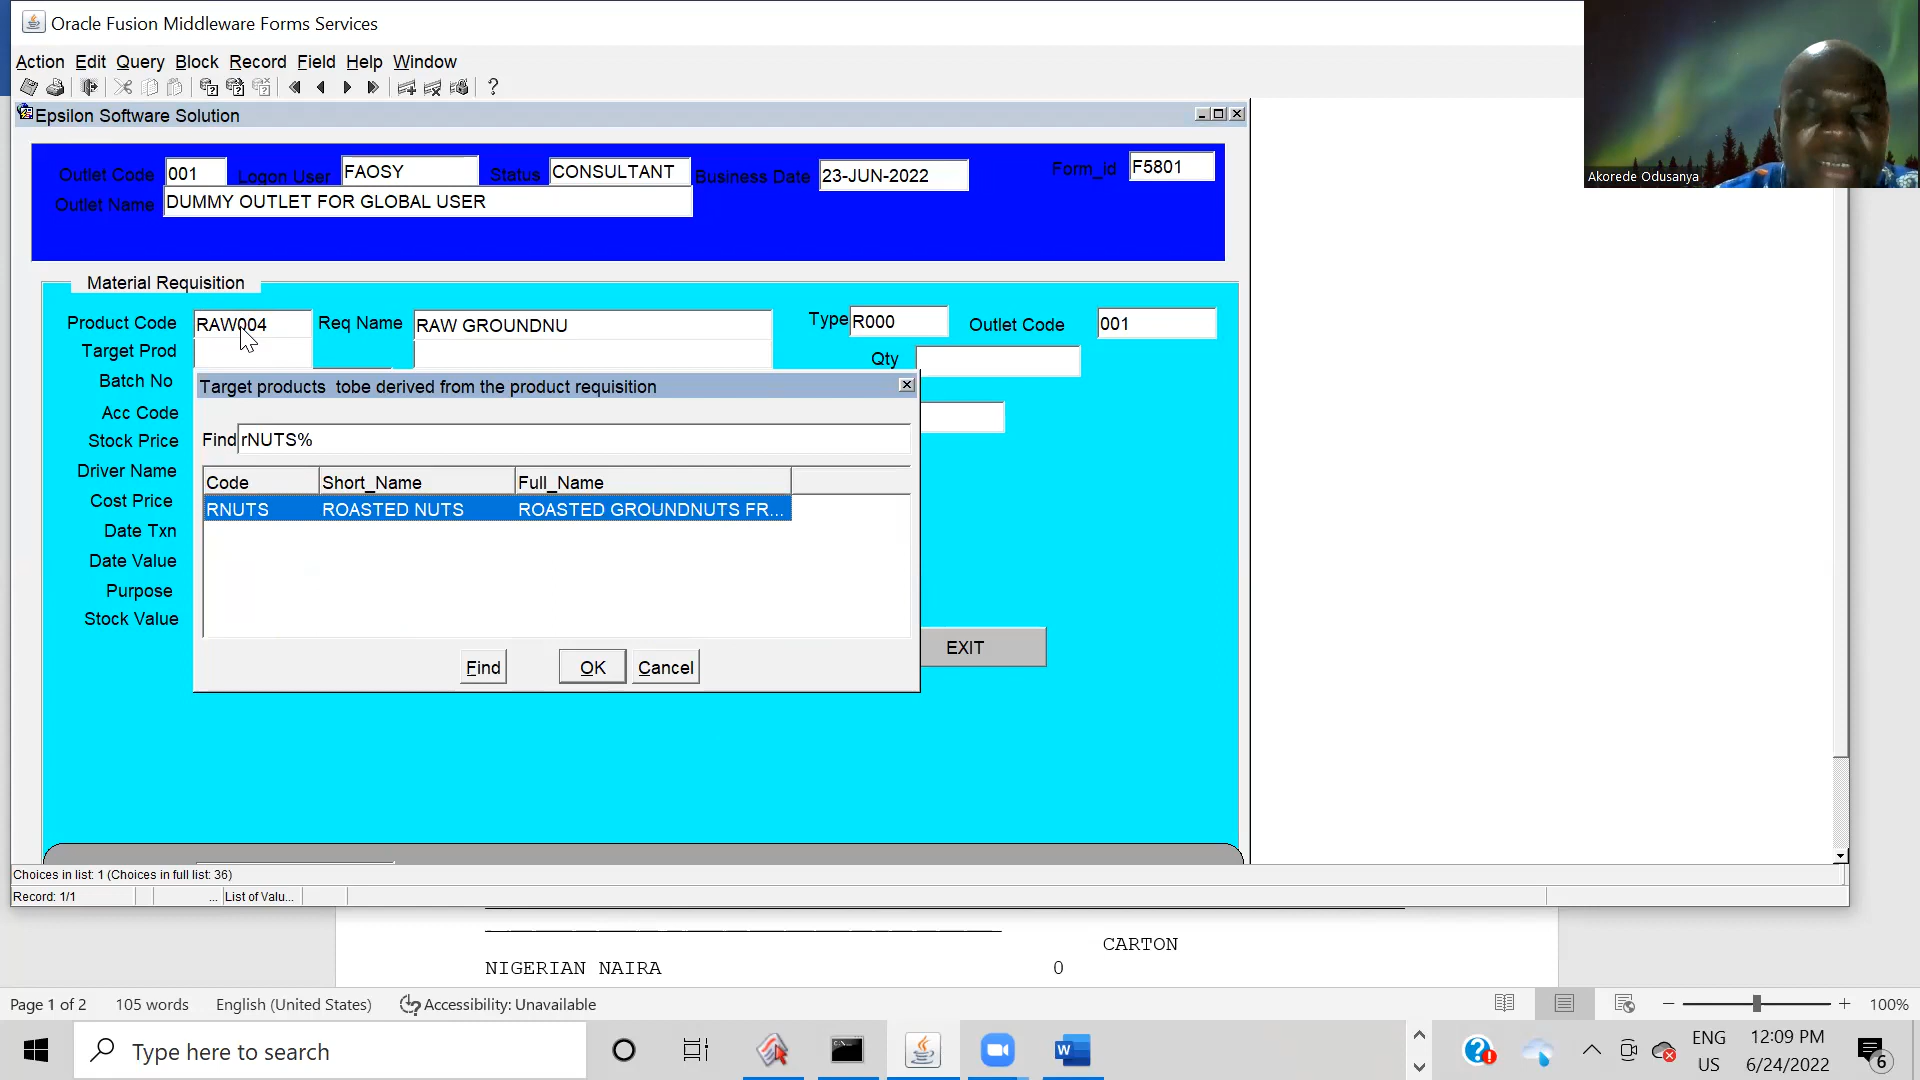 Oracle Fusion Middleware Forms Services
Action Edit Query Block Record Field Help Window
Epsilon Software Solution
Outlet Code 001 Logon User FAOSY Status CONSULTANT Business Date 23-JUN-2022 Form_id F5801
Outlet Name DUMMY OUTLET FOR GLOBAL USER
Akorede Odusanya
Material Requisition
Product Code RAW004 Req Name RAW GROUNDNU Type R000 Outlet Code 001
Target Prod Qty
Batch No
Acc Code
Stock Price
Driver Name
Cost Price
Date Txn
Date Value
Purpose
Stock Value
Target products tobe derived from the product requisition
Find rNUTS%
Code Short_Name Full_Name
RNUTS ROASTED NUTS ROASTED GROUNDNUTS FR...
Find OK Cancel
EXIT
Choices in list: 1 (Choices in full list: 36)
Record: 1/1 ... List of Valu...
CARTON
NIGERIAN NAIRA 0
Page 1 of 2 105 words English (United States) Accessibility: Unavailable 100%
Type here to search
ENG
US
12:09 PM
6/24/2022
6